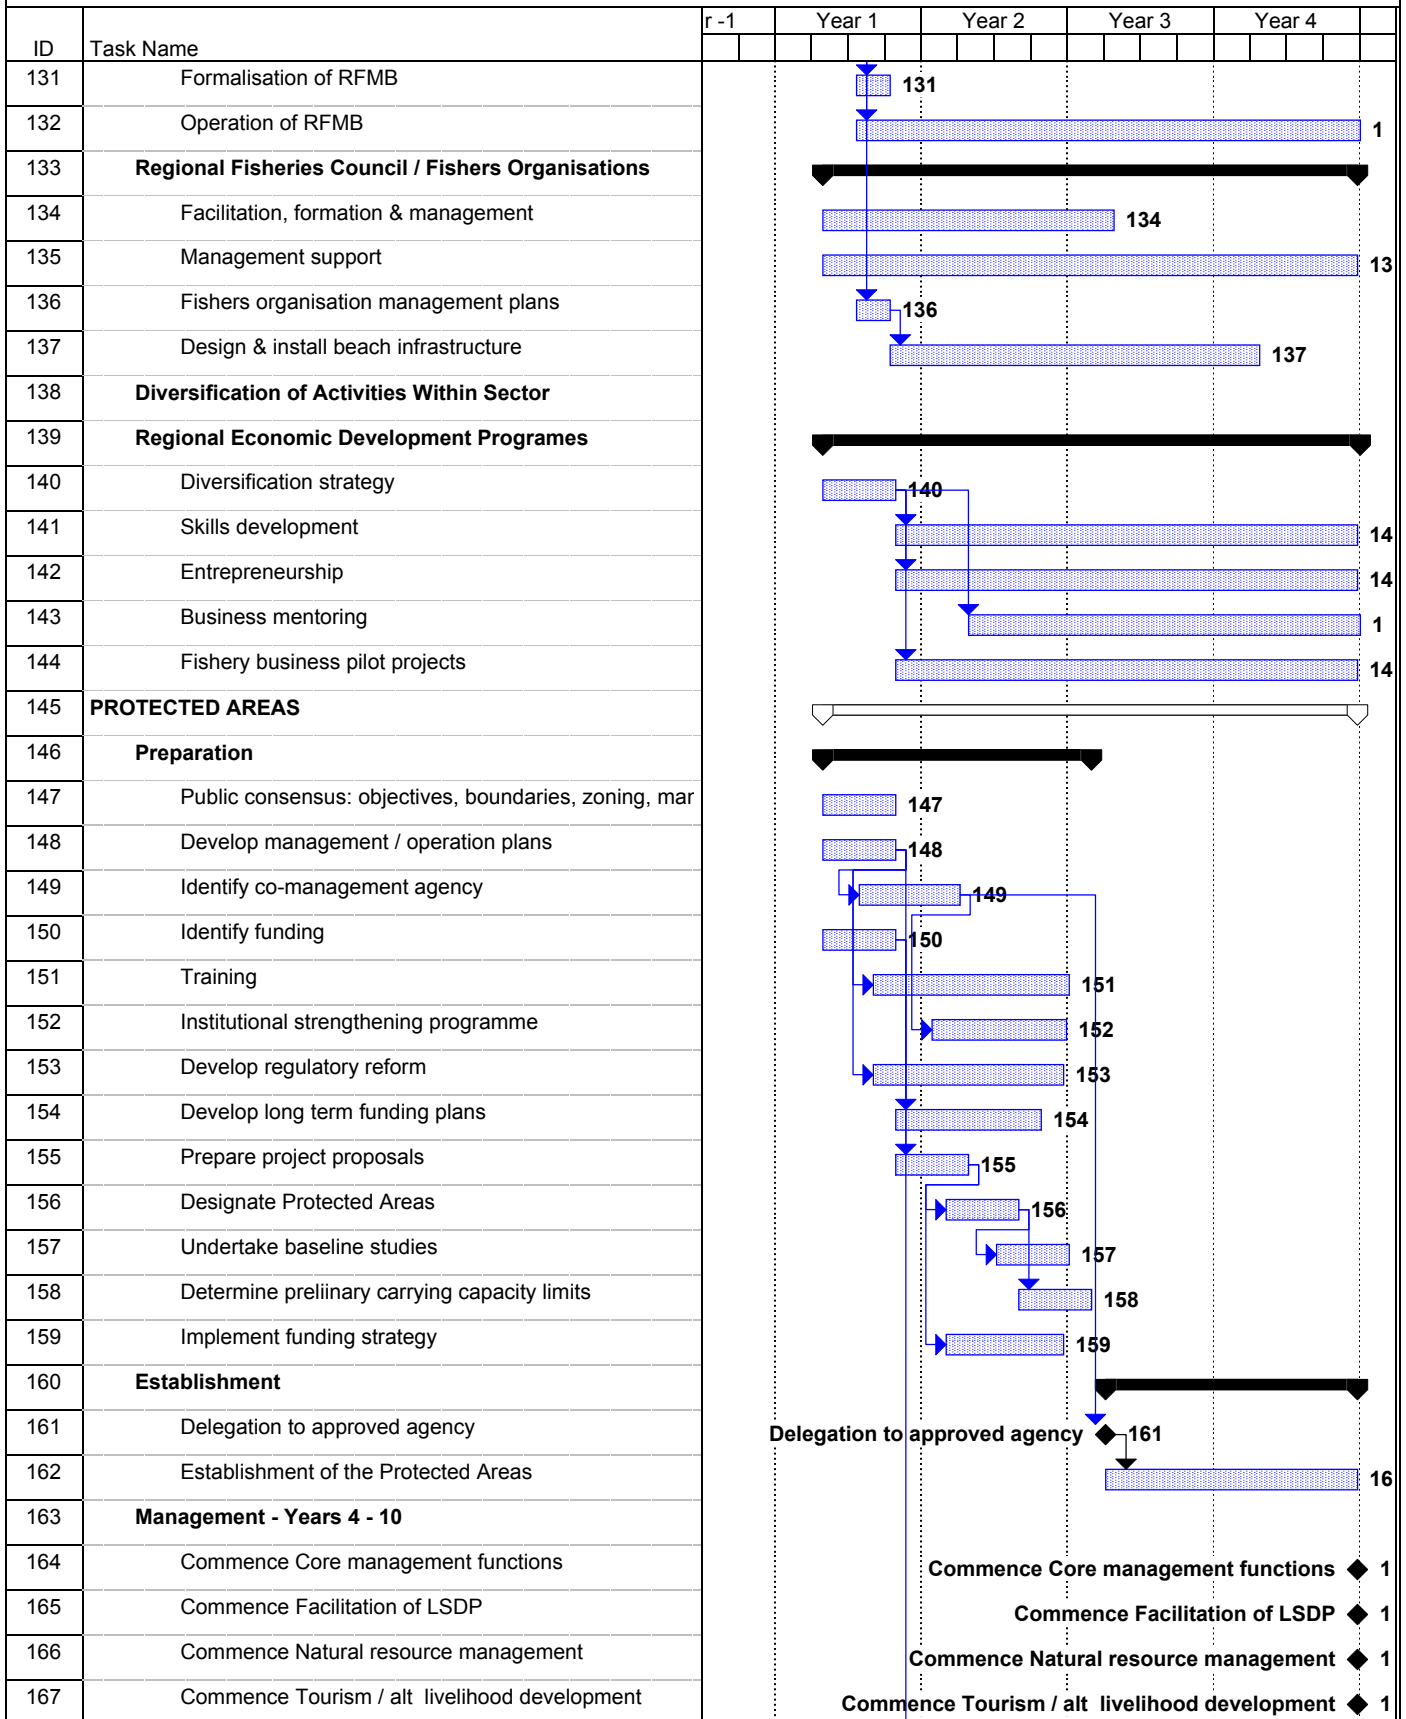 r -1 Year 1 Year 2 Year 3 Year 4
ID Task Name
131 Formalisation of RFMB 131
132 Operation of RFMB 1
133 Regional Fisheries Council / Fishers Organisations
134 Facilitation, formation & management 134
135 Management support 13
136 Fishers organisation management plans 136
137 Design & install beach infrastructure 137
138 Diversification of Activities Within Sector
139 Regional Economic Development Programes
140 Diversification strategy 140
141 Skills development 14
142 Entrepreneurship 14
143 Business mentoring 1
144 Fishery business pilot projects 14
145 PROTECTED AREAS
146 Preparation
147 Public consensus: objectives, boundaries, zoning, mar 147
148 Develop management / operation plans 148
149 Identify co-management agency 149
150 Identify funding 150
151 Training 151
152 Institutional strengthening programme 152
153 Develop regulatory reform 153
154 Develop long term funding plans 154
155 Prepare project proposals 155
156 Designate Protected Areas 156
157 Undertake baseline studies 157
158 Determine preliinary carrying capacity limits 158
159 Implement funding strategy 159
160 Establishment
161 Delegation to approved agency Delegation to approved agency 161
162 Establishment of the Protected Areas 16
163 Management - Years 4 - 10
164 Commence Core management functions Commence Core management functions 1
165 Commence Facilitation of LSDP Commence Facilitation of LSDP 1
166 Commence Natural resource management Commence Natural resource management 1
167 Commence Tourism / alt livelihood development Commence Tourism / alt livelihood development 1